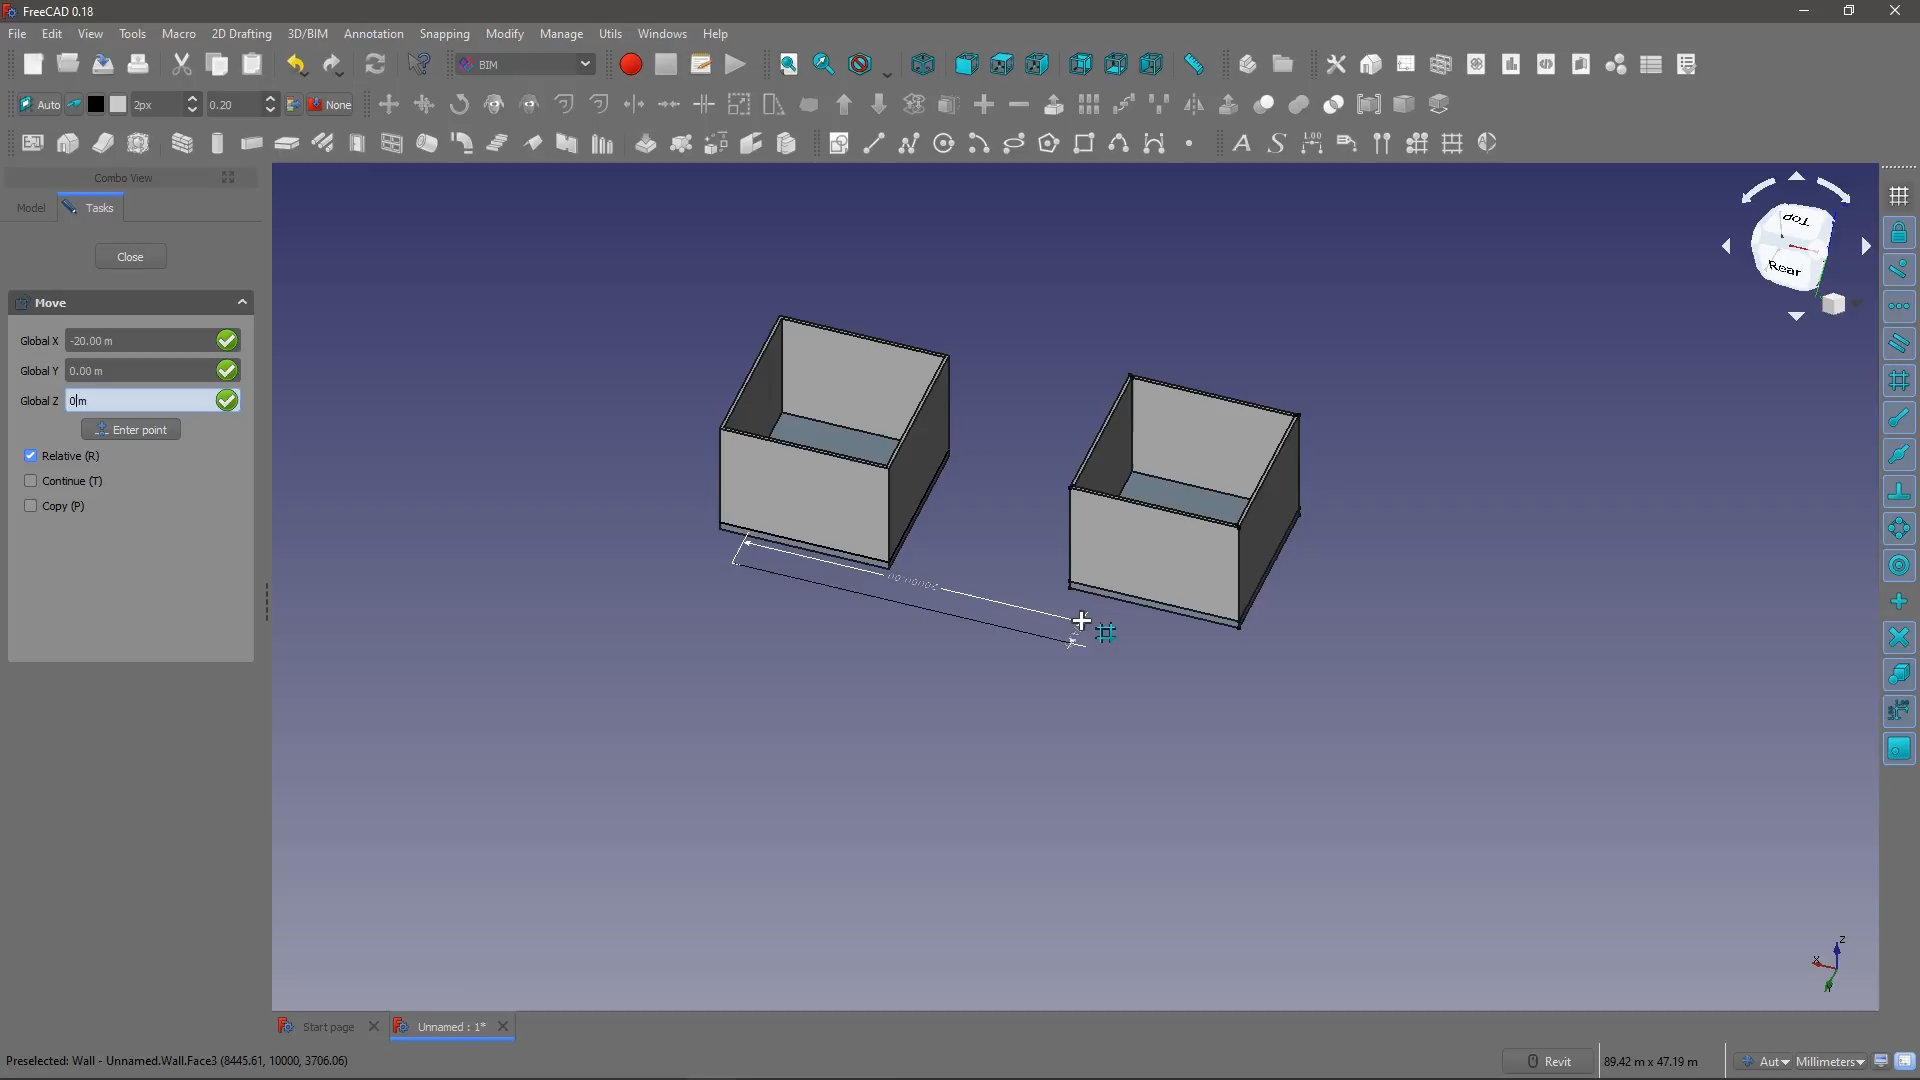 FreeCAD 0.18
File Edit View Tools Macro 2D Drafting 3D/BIM Annotation Snapping Modify Manage Utils Windows Help
BIM
Auto 2px 0.20 None
A S 1.00
Combo View
Model Tasks
Close
Move
Global X -20.00 m
Global Y 0.00 m
Global Z 0 m
Enter point
Relative (R)
Continue (T)
Copy (P)
Top
Rear
Z
X
Y
Start page Unnamed : 1*
Preselected: Wall - Unnamed.Wall.Face3 (8445.61, 10000, 3706.06) Revit 89.42 m x 47.19 m Aut Millimeters